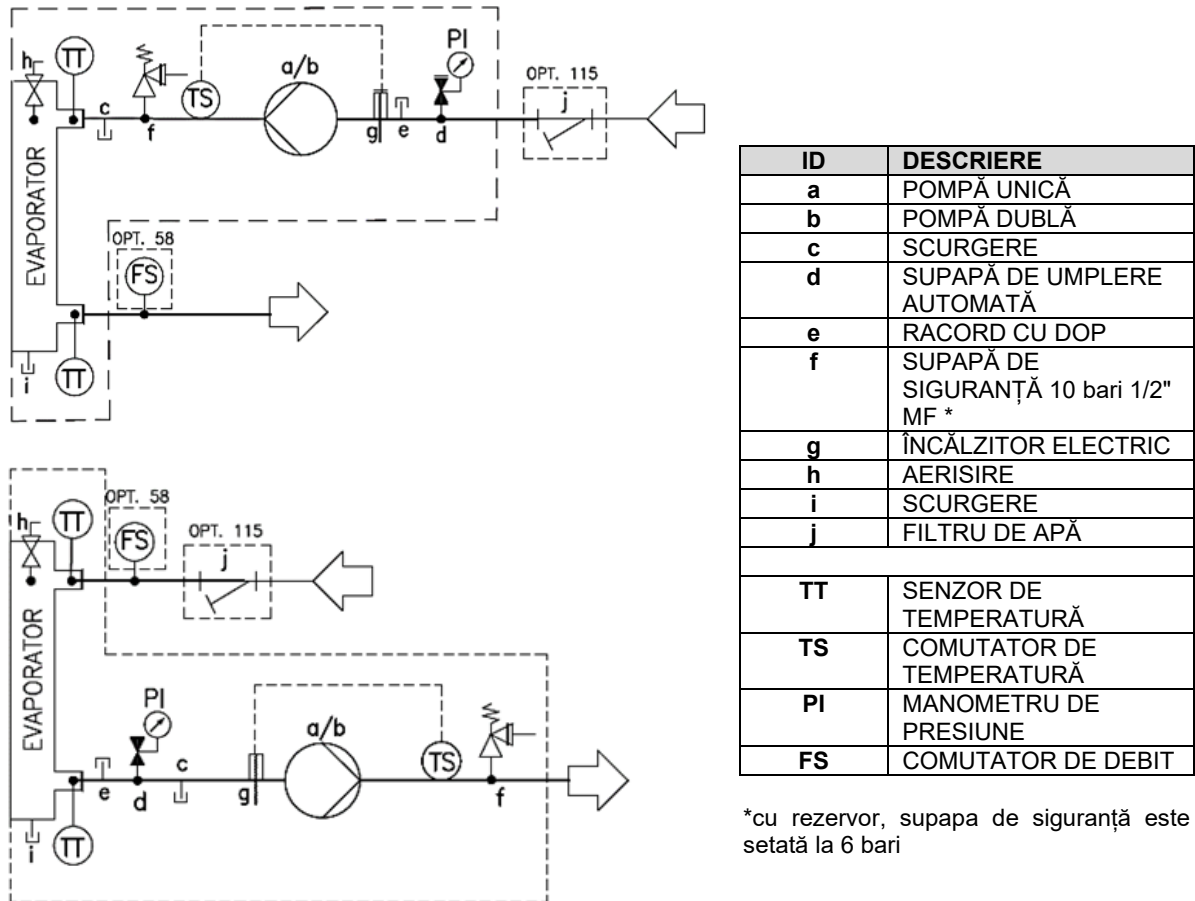 h
TT
c
f
TS
a/b
g
e
PI
d
OPT. 115
j
EVAPORATOR
OPT. 58
FS
i
TT
h
TT
OPT. 58
FS
OPT. 115
j
EVAPORATOR
PI
e
d
c
g
a/b
TS
f
i
TT
ID DESCRIERE
a POMPĂ UNICĂ
b POMPĂ DUBLĂ
c SCURGERE
d SUPAPĂ DE UMPLERE
AUTOMATĂ
e RACORD CU DOP
f SUPAPĂ DE
SIGURANȚĂ 10 bari 1/2"
MF *
g ÎNCĂLZITOR ELECTRIC
h AERISIRE
i SCURGERE
j FILTRU DE APĂ
TT SENZOR DE
TEMPERATURĂ
TS COMUTATOR DE
TEMPERATURĂ
PI MANOMETRU DE
PRESIUNE
FS COMUTATOR DE DEBIT
*cu rezervor, supapa de siguranță este
setată la 6 bari